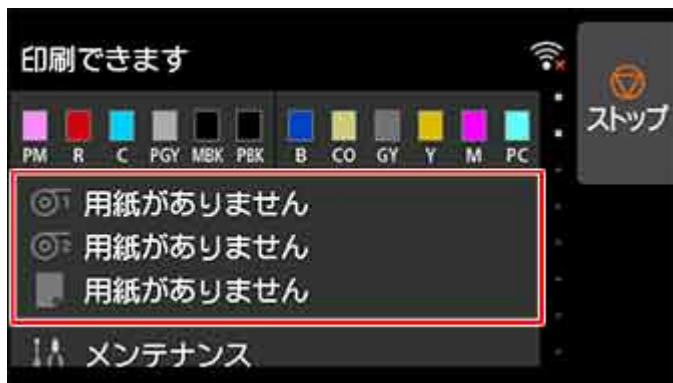 印刷できます
ストップ
PM R C PGY MBK PBK B CO GY Y M PC
1 用紙がありません
2 用紙がありません
用紙がありません
メンテナンス